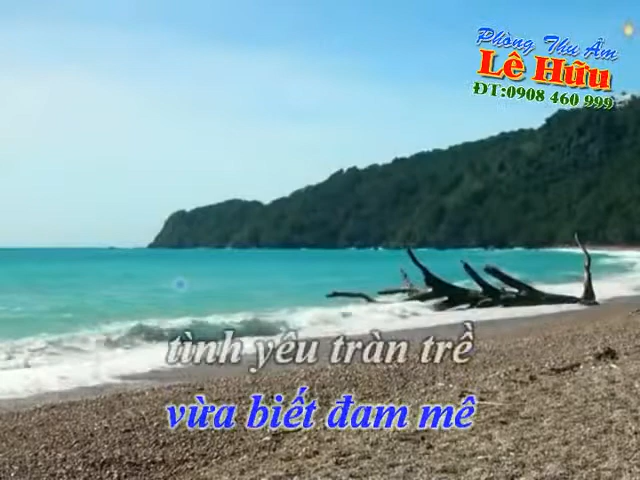 Phòng Thu Âm
Lê Hữu
ĐT:0908 460 999
tình yêu tràn trề
vừa biết đam mê